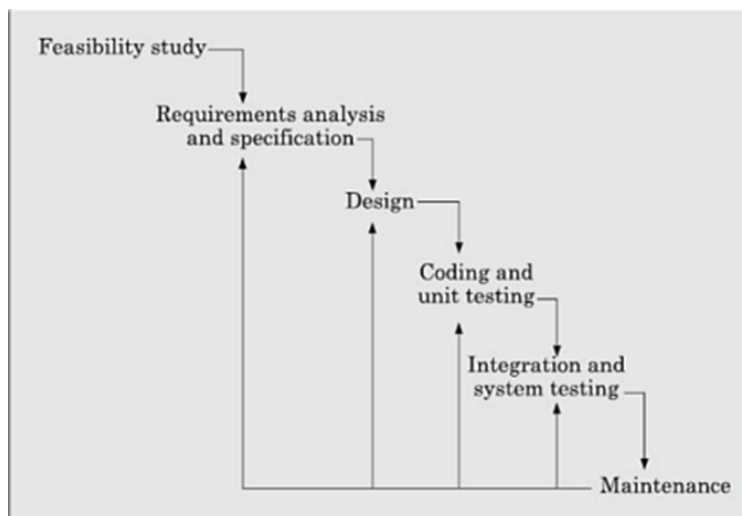 Feasibility study
Requirements analysis
and specification
Design
Coding and
unit testing
Integration and
system testing
Maintenance